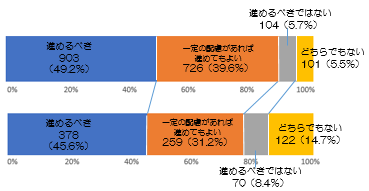 進めるべきではない
104（5.7%）
進めるべき
903
（49.2%）
一定の配慮があれば
進めてもよい
726（39.6%）
どちらでもない
101（5.5%）
0% 20% 40% 60% 80% 100%
進めるべき
378
（45.6%）
一定の配慮があれば
進めてもよい
259（31.2%）
どちらでもない
122（14.7%）
0% 20% 40% 60% 80% 100%
進めるべきではない
70（8.4%）